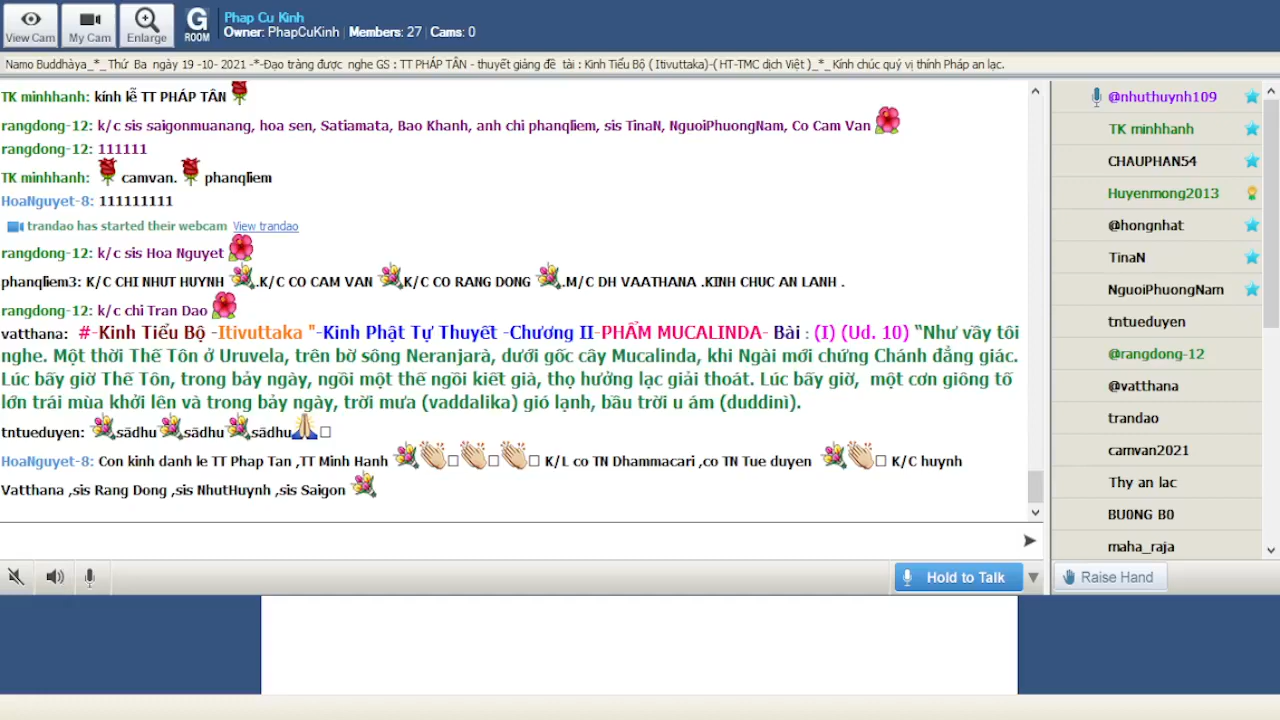 View Cam
My Cam
Enlarge
G
ROOM
Phap Cu Kinh
Owner: PhapCuKinh | Members: 27 | Cams: 0
Namo Buddhàya_*_Thứ Ba ngày 19 -10- 2021 -*-Đạo tràng được nghe GS : TT PHÁP TÂN - thuyết giảng đề tài : Kinh Tiểu Bộ ( Itivuttaka)-( HT-TMC dịch Việt )_*_Kính chúc quý vị thính Pháp an lạc.
TK minhhanh: kính lễ TT PHÁP TÂN
rangdong-12: k/c sis saigonmuanang, hoa sen, Satiamata, Bao Khanh, anh chi phanqliem, sis TinaN, NguoiPhuongNam, Co Cam Van
rangdong-12: 111111
TK minhhanh: camvan. phanqliem
HoaNguyet-8: 111111111
trandao has started their webcam View trandao
rangdong-12: k/c sis Hoa Nguyet
phanqliem3: K/C CHI NHUT HUYNH .K/C CO CAM VAN K/C CO RANG DONG .M/C DH VAATHANA .KINH CHUC AN LANH .
rangdong-12: k/c chi Tran Dao
vatthana: #-Kinh Tiểu Bộ -Itivuttaka "-Kinh Phật Tự Thuyết -Chương II-PHẨM MUCALINDA- Bài : (I) (Ud. 10) “Như vầy tôi
nghe. Một thời Thế Tôn ở Uruvela, trên bờ sông Neranjarà, dưới gốc cây Mucalinda, khi Ngài mới chứng Chánh đẳng giác.
Lúc bấy giờ Thế Tôn, trong bảy ngày, ngồi một thế ngồi kiết già, thọ hưởng lạc giải thoát. Lúc bấy giờ, một cơn giông tố
lớn trái mùa khởi lên và trong bảy ngày, trời mưa (vaddalika) gió lạnh, bầu trời u ám (duddinì).
tntueduyen: sādhu sādhu sādhu
HoaNguyet-8: Con kinh danh le TT Phap Tan ,TT Minh Hanh K/L co TN Dhammacari ,co TN Tue duyen K/C huynh
Vatthana ,sis Rang Dong ,sis NhutHuynh ,sis Saigon
Hold to Talk
@nhuthuynh109
TK minhhanh
CHAUPHAN54
Huyenmong2013
@hongnhat
TinaN
NguoiPhuongNam
tntueduyen
@rangdong-12
@vatthana
trandao
camvan2021
Thy an lac
BU0NG B0
maha_raja
Raise Hand